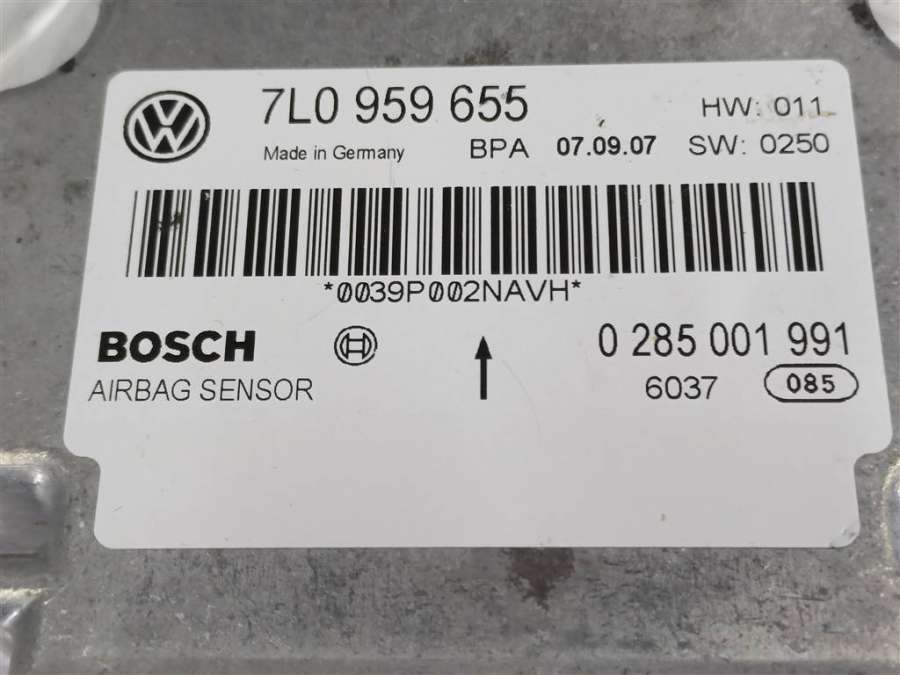 7L0 959 655 HW: 011
Made in Germany BPA 07.09.07 SW: 0250
*0039P002NAVH*
BOSCH 0 285 001 991
AIRBAG SENSOR 6037 085